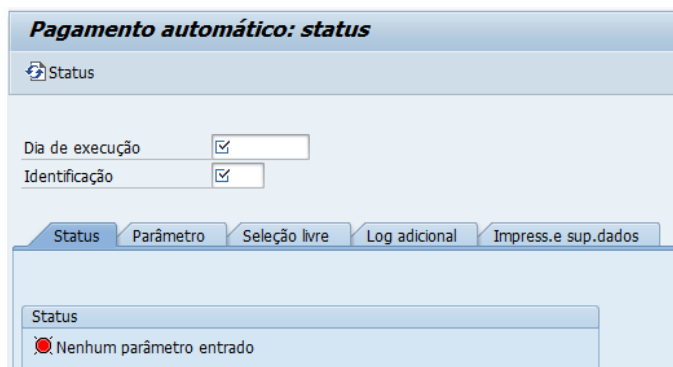 Pagamento automático: status
Status
Dia de execução
Identificação
Status Parâmetro Seleção livre Log adicional Impress.e sup.dados
Status
Nenhum parâmetro entrado